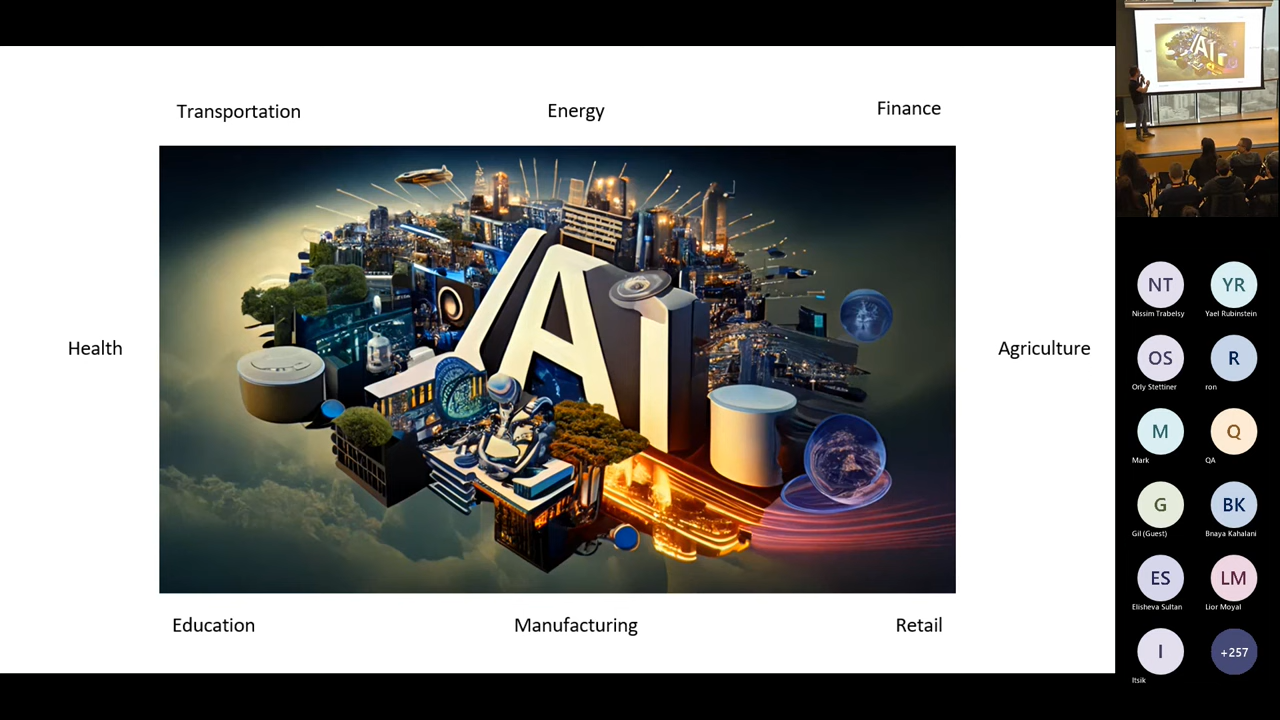 Transportation
Energy
Finance
Health
AI
Agriculture
Education
Manufacturing
Retail
NT
Nissim Trabelsy
YR
Yael Rubinstein
OS
Orly Stettiner
R
ron
M
Mark
Q
QA
G
Gil (Guest)
BK
Bnaya Kahalani
ES
Elisheva Sultan
LM
Lior Moyal
I
Itsik
+257